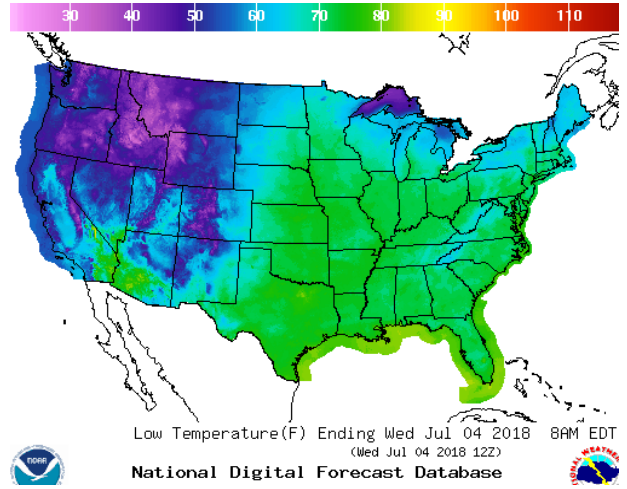 30 40 50 60 70 80 90 100 110
Low Temperature(F) Ending Wed Jul 04 2018 8AM EDT
(Wed Jul 04 2018 12Z)
National Digital Forecast Database
NOAA